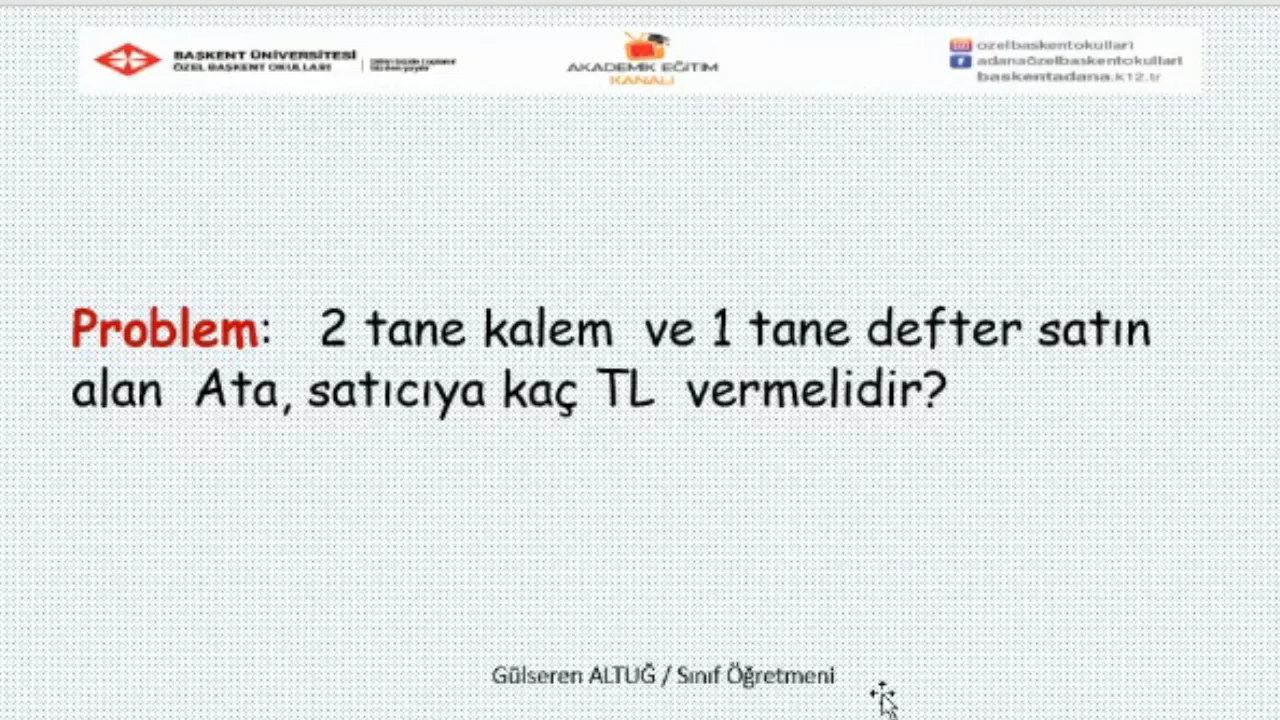 BAŞKENT ÜNİVERSİTESİ
ÖZEL BAŞKENT OKULLARI
AKADEMİK EĞİTİM
KANALI
ozelbaskentokullari
adanaözelbaskentokullari
baskentadana.k12.tr
Problem: 2 tane kalem ve 1 tane defter satın
alan Ata, satıcıya kaç TL vermelidir?
Gülseren ALTUĞ / Sınıf Öğretmeni